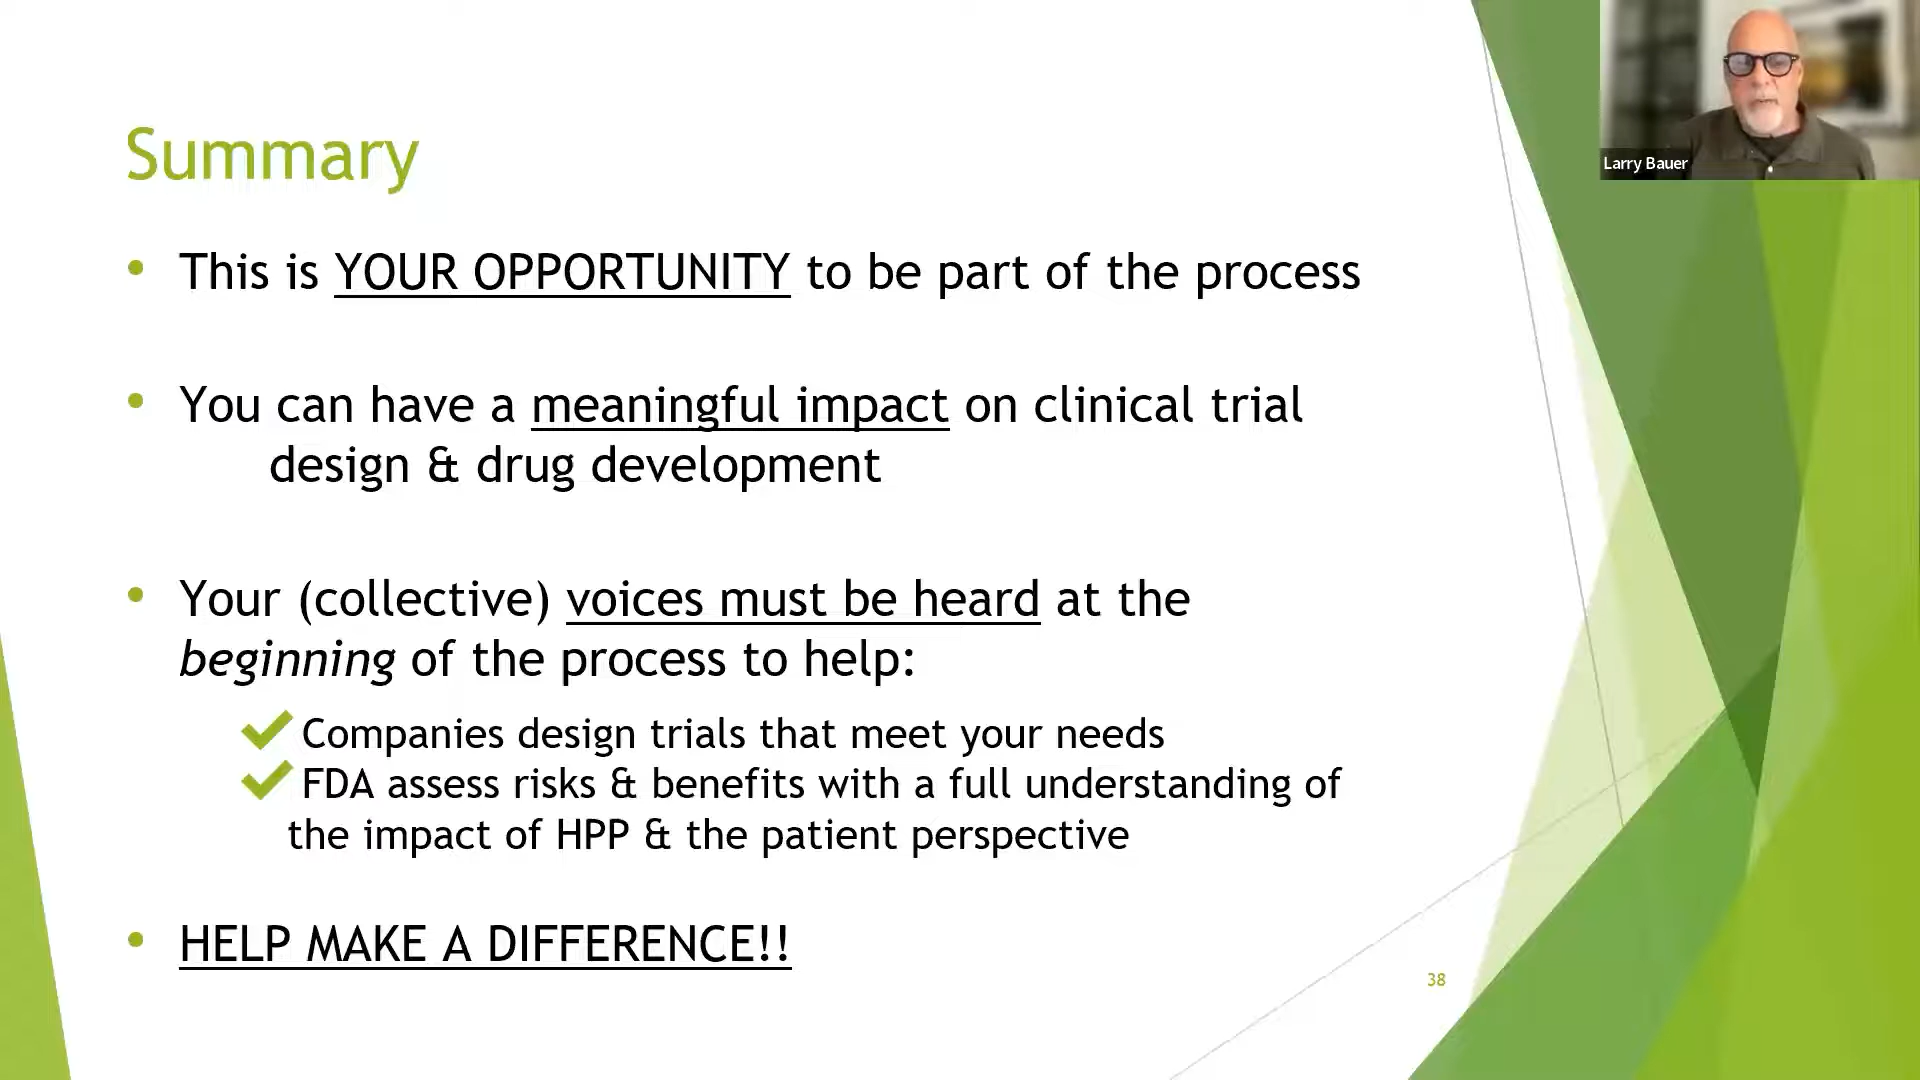 Larry Bauer
Summary
• This is YOUR OPPORTUNITY to be part of the process
• You can have a meaningful impact on clinical trial
design & drug development
• Your (collective) voices must be heard at the
beginning of the process to help:
✔ Companies design trials that meet your needs
✔ FDA assess risks & benefits with a full understanding of
the impact of HPP & the patient perspective
• HELP MAKE A DIFFERENCE!!
38